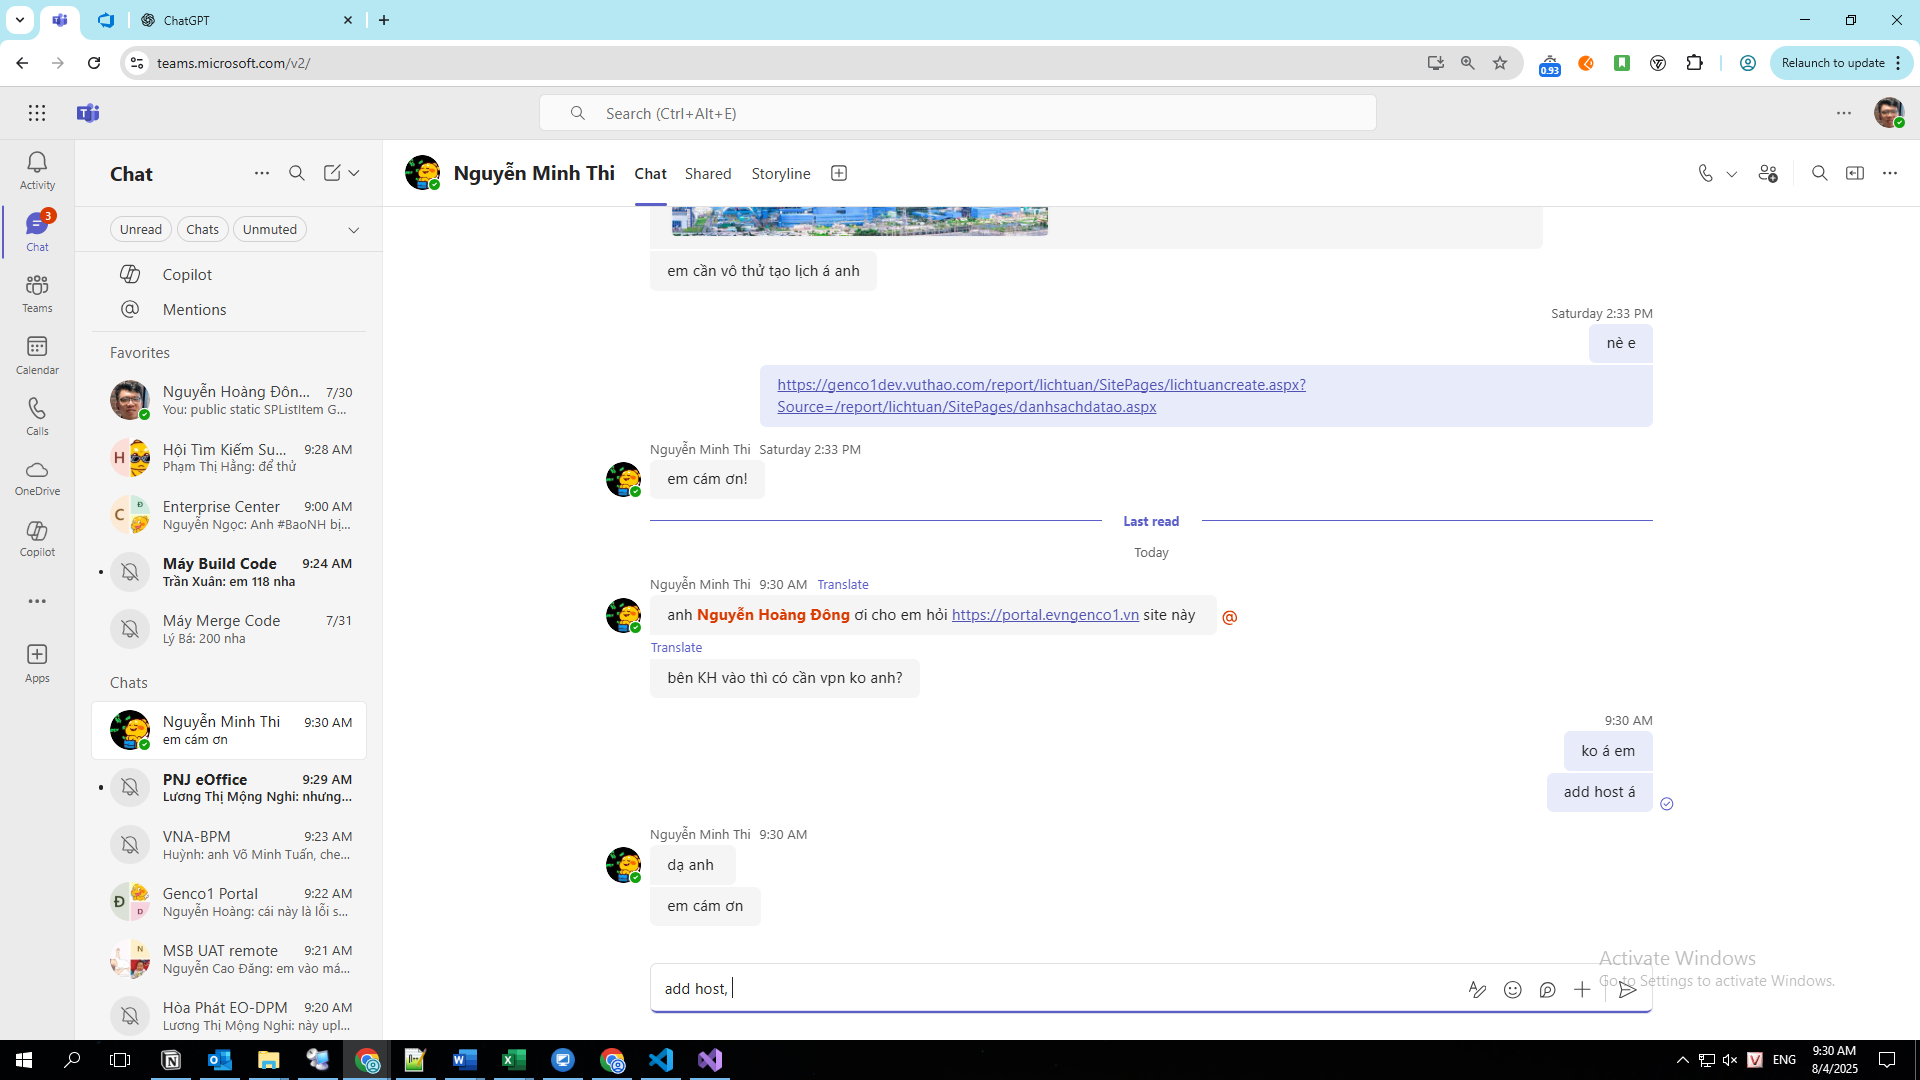 ChatGPT
teams.microsoft.com/v2/
0.93
Relaunch to update
Search (Ctrl+Alt+E)
Activity
3
Chat
Teams
Calendar
Calls
OneDrive
Copilot
Apps
Chat
Unread
Chats
Unmuted
Copilot
Mentions
Favorites
Nguyễn Hoàng Đôn... 7/30
You: public static SPListItem G...
Hội Tìm Kiếm Su... 9:28 AM
Phạm Thị Hằng: để thử
Enterprise Center 9:00 AM
Nguyễn Ngọc: Anh #BaoNH bị...
Máy Build Code 9:24 AM
Trần Xuân: em 118 nha
Máy Merge Code 7/31
Lý Bá: 200 nha
Chats
Nguyễn Minh Thi 9:30 AM
em cám ơn
PNJ eOffice 9:29 AM
Lương Thị Mộng Nghi: nhưng...
VNA-BPM 9:23 AM
Huỳnh: anh Võ Minh Tuấn, che...
Genco1 Portal 9:22 AM
Nguyễn Hoàng: cái này là lỗi s...
MSB UAT remote 9:21 AM
Nguyễn Cao Đăng: em vào má...
Hòa Phát EO-DPM 9:20 AM
Lương Thị Mộng Nghi: này upl...
Nguyễn Minh Thi
Chat
Shared
Storyline
em cần vô thử tạo lịch á anh
Saturday 2:33 PM
nè e
https://genco1dev.vuthao.com/report/lichtuan/SitePages/lichtuancreate.aspx?
Source=/report/lichtuan/SitePages/danhsachdatao.aspx
Nguyễn Minh Thi Saturday 2:33 PM
em cám ơn!
Last read
Today
Nguyễn Minh Thi 9:30 AM Translate
anh Nguyễn Hoàng Đông ơi cho em hỏi https://portal.evngenco1.vn site này
Translate
bên KH vào thì có cần vpn ko anh?
9:30 AM
ko á em
add host á
Nguyễn Minh Thi 9:30 AM
dạ anh
em cám ơn
add host,
Activate Windows
Go to Settings to activate Windows.
ENG
9:30 AM
8/4/2025